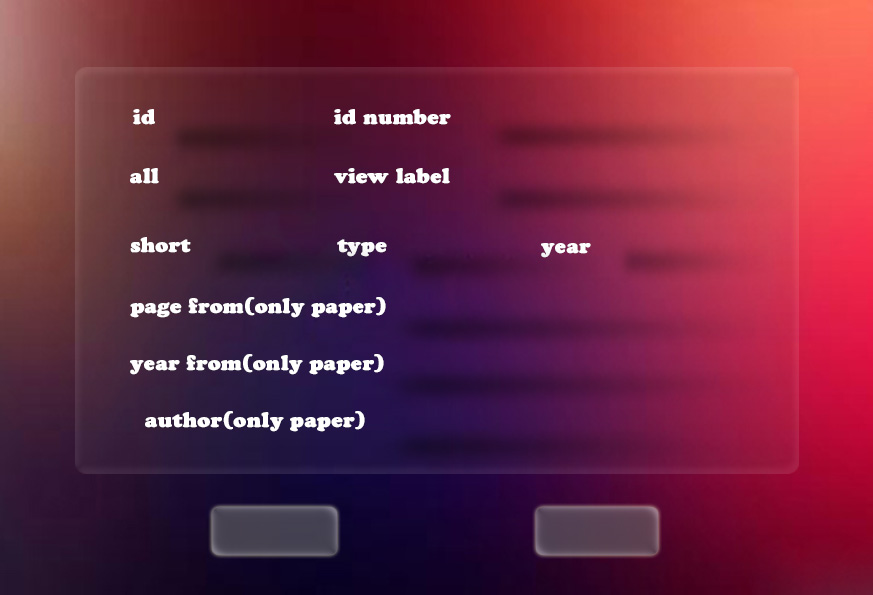 id id number
all view label
short type year
page from(only paper)
year from(only paper)
author(only paper)